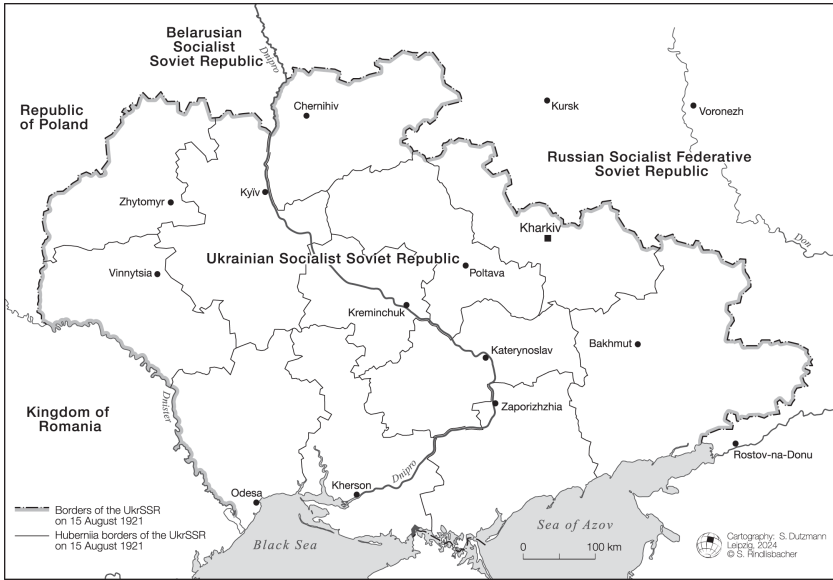 Belarusian
Socialist
Soviet Republic
Dnipro
Republic
of Poland
Chernihiv
Kursk
Voronezh
Russian Socialist Federative
Soviet Republic
Zhytomyr
Kyïv
Kharkiv
Don
Vinnytsia
Ukrainian Socialist Soviet Republic
Poltava
Kreminchuk
Katerynoslav
Bakhmut
Kingdom of
Romania
Dnister
Zaporizhzhia
Rostov-na-Donu
Dnipro
Odesa
Kherson
Borders of the UkrSSR
on 15 August 1921
Huberniia borders of the UkrSSR
on 15 August 1921
Black Sea
Sea of Azov
0 100 km
Cartography: S. Dutzmann
Leipzig, 2024
© S. Rindlisbacher